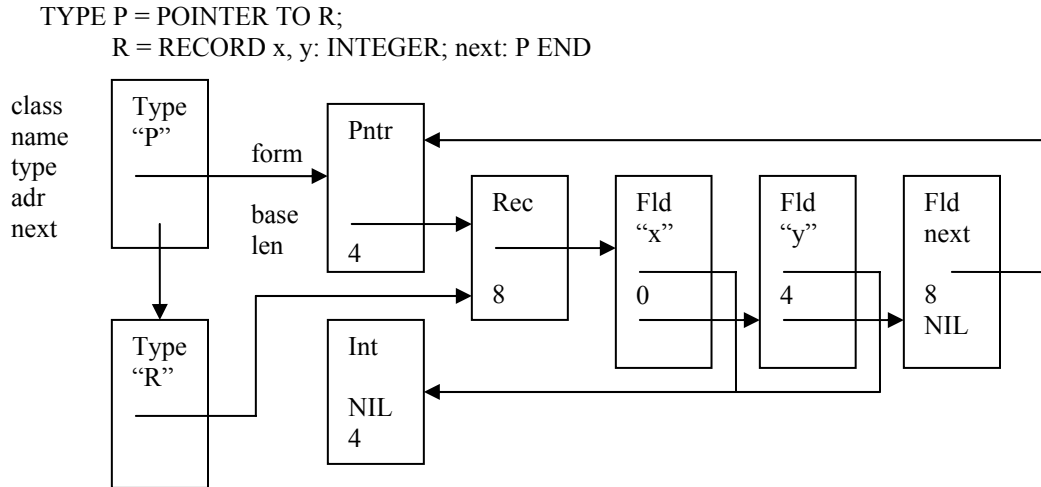 TYPE P = POINTER TO R;
R = RECORD x, y: INTEGER; next: P END
class
name
type
adr
next
Type
“P”
form
base
len
Pntr
4
Rec
8
Fld
“x”
0
Fld
“y”
4
Fld
next
8
NIL
Type
“R”
Int
NIL
4